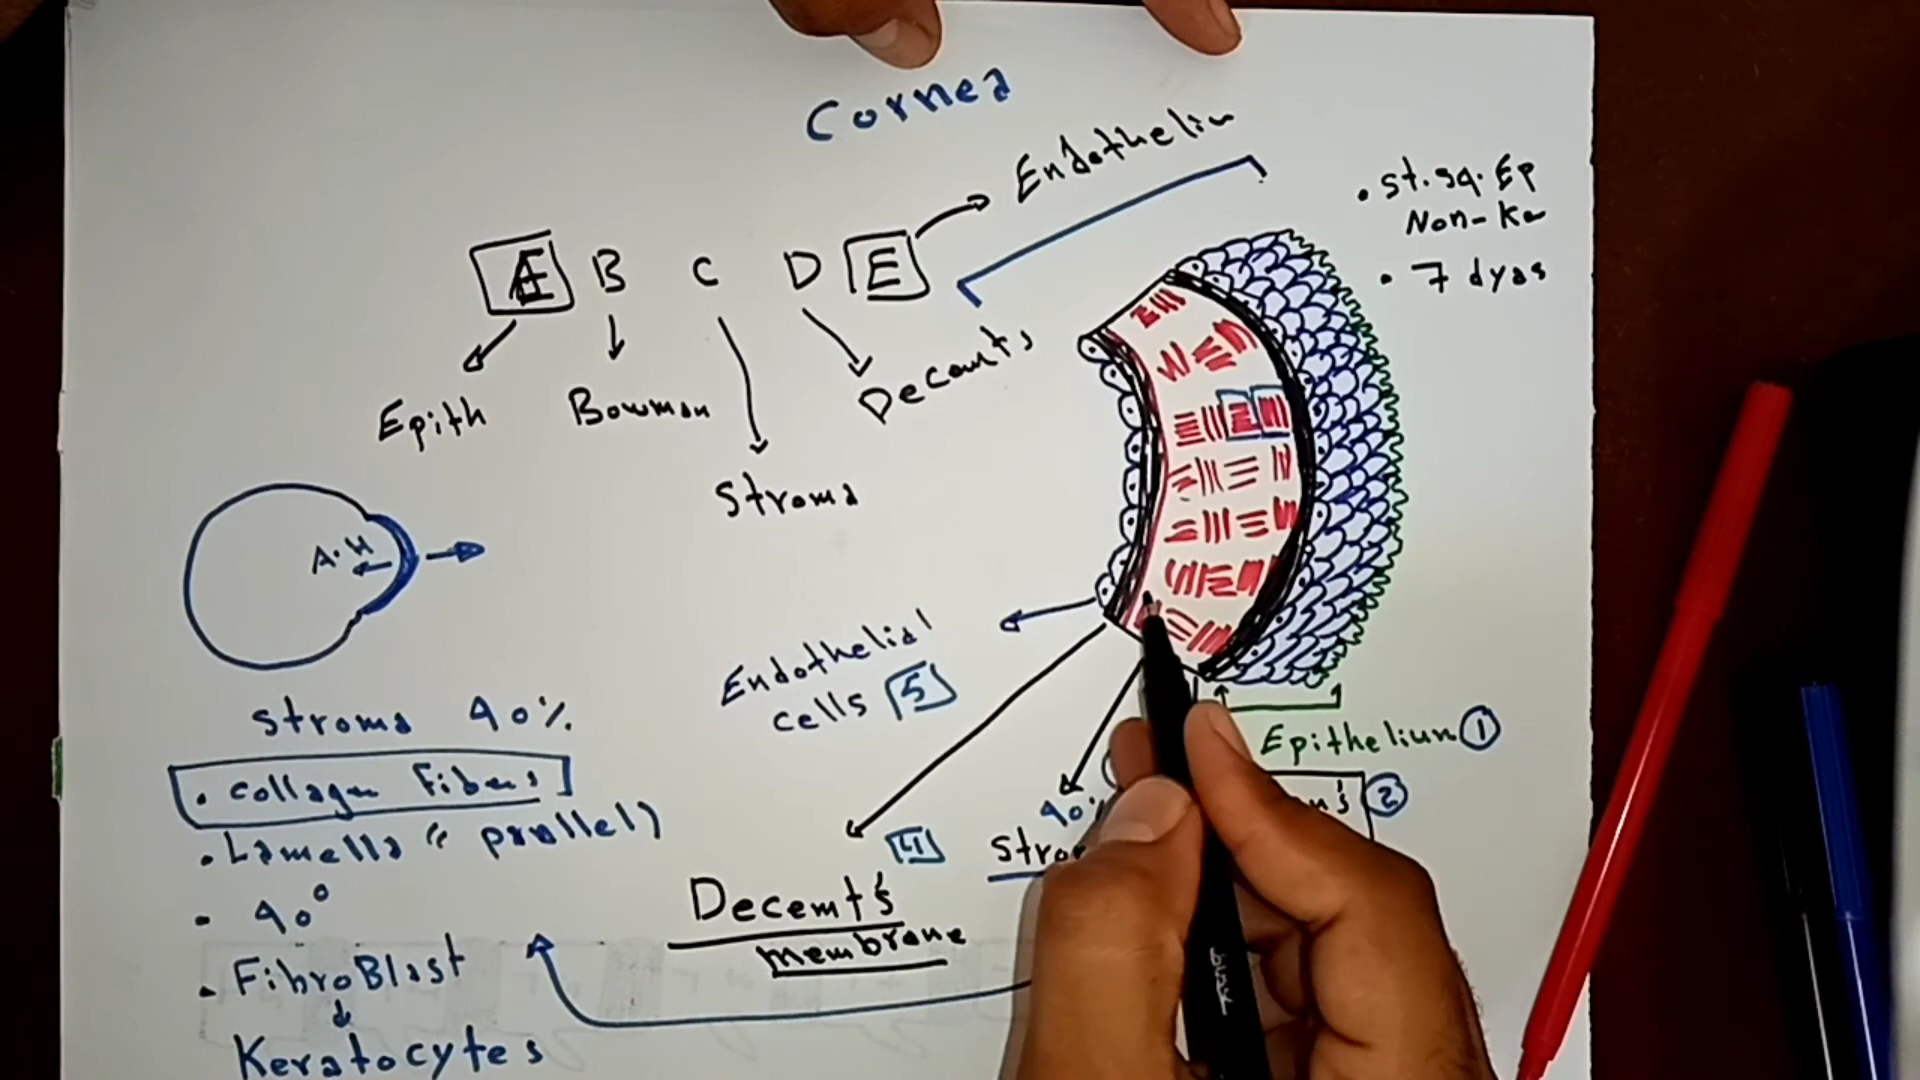 Cornea
Endothelium
A B C D E
Epith
Bowman
Stroma
Decemts
• st.sq.Ep
Non-Ke
• 7 dyas
A.H
Endothelial
cells 5
Epithelium 1
n's 2
90%
4
Decemt's
membrane
stroma 90%
• collagen Fibers
• Lamella (parallel)
• 90°
• FibroBlast
Keratocytes